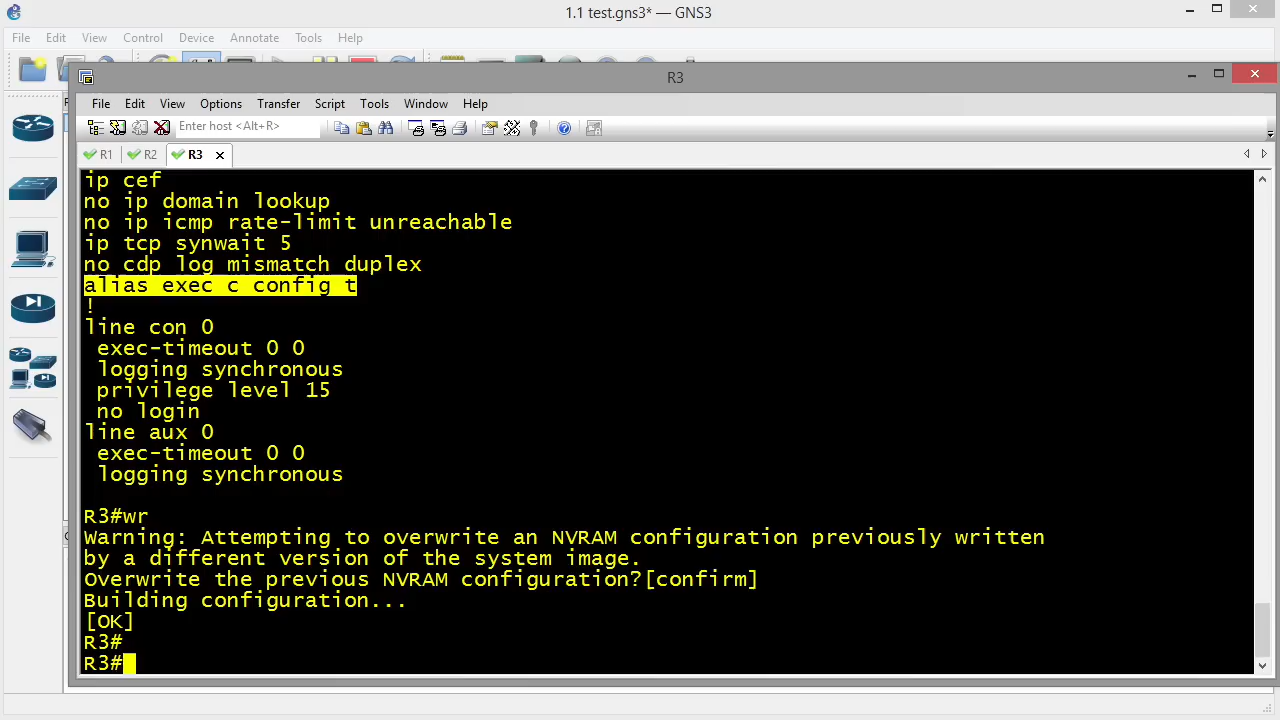 1.1 test.gns3* — GNS3
File Edit View Control Device Annotate Tools Help
R3
File Edit View Options Transfer Script Tools Window Help
Enter host <Alt+R>
R1 R2 R3
ip cef
no ip domain lookup
no ip icmp rate-limit unreachable
ip tcp synwait 5
no cdp log mismatch duplex
alias exec c config t
!
line con 0
exec-timeout 0 0
logging synchronous
privilege level 15
no login
line aux 0
exec-timeout 0 0
logging synchronous
R3#wr
Warning: Attempting to overwrite an NVRAM configuration previously written
by a different version of the system image.
Overwrite the previous NVRAM configuration?[confirm]
Building configuration...
[OK]
R3#
R3#